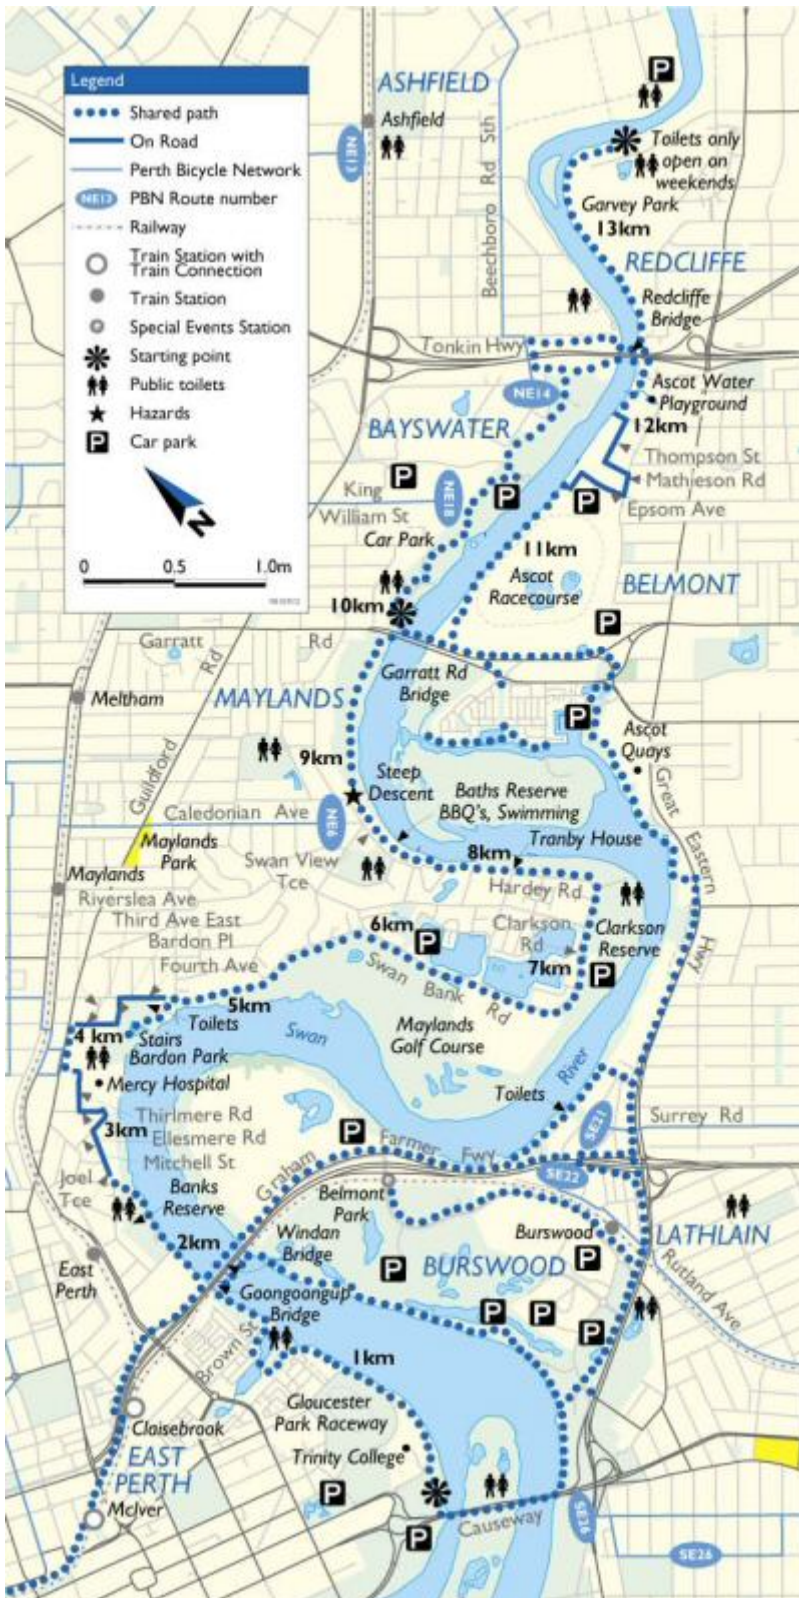 Legend
Shared path
On Road
Perth Bicycle Network
NE13 PBN Route number
Railway
Train Station with
Train Connection
Train Station
Special Events Station
Starting point
Public toilets
Hazards
P Car park
N
0 0.5 1.0m
ASHFIELD
Ashfield
NE13
Beechboro Rd Sth
P
Toilets only
open on
weekends
Garvey Park
13km
REDCLIFFE
Redcliffe
Bridge
Tonkin Hwy
NE14
Ascot Water
Playground
BAYSWATER
12km
Thompson St
Mathieson Rd
Epsom Ave
P
P
P
King
William St
NE18
Car Park
11km
Ascot
Racecourse
BELMONT
10km
P
Garratt Rd
Garratt Rd
Bridge
Meltham
MAYLANDS
Guildford Rd
P
Ascot
Quays
9km
Steep
Descent
Baths Reserve
BBQ's, Swimming
Great Eastern Hwy
Caledonian Ave
NE6
Tranby House
Maylands
Park
Swan View
Tce
8km
Maylands
Hardey Rd
Riverslea Ave
Third Ave East
Bardon Pl
Fourth Ave
6km
P
Clarkson
Rd
Clarkson
Reserve
7km
P
Swan Bank Rd
5km
Toilets
4 km
Stairs
Bardon Park
Swan River
Maylands
Golf Course
Mercy Hospital
Toilets
Thirlmere Rd
3km
Ellesmere Rd
Mitchell St
P
SE21
Surrey Rd
Graham Farmer Fwy
SE22
Joel
Tce
Banks
Reserve
Belmont
Park
Burswood
LATHLAIN
2km
Windan
Bridge
P
BURSWOOD
P
Rutland Ave
East
Perth
Goongoongup
Bridge
P
P
P
Brown St
1km
Gloucester
Park Raceway
Claisebrook
Trinity College
EAST
PERTH
McIver
P
P
Causeway
SE26
SE26